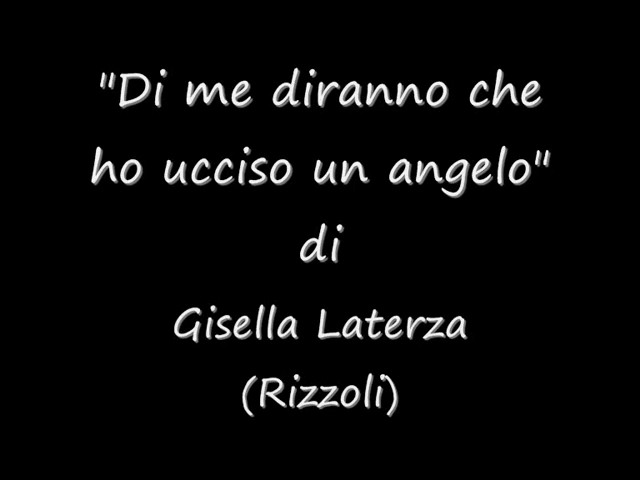 "Di me diranno che
ho ucciso un angelo"
di
Gisella Laterza
(Rizzoli)